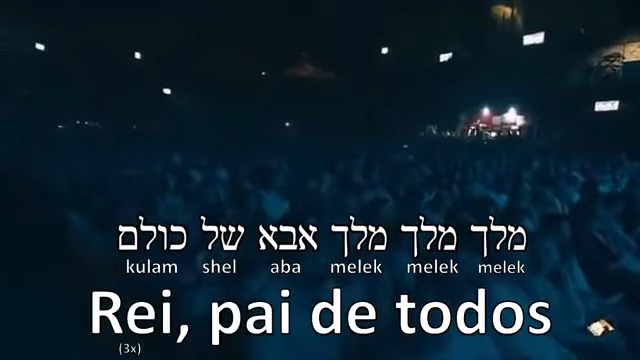 מלך מלך מלך אבא של כולם
kulam shel aba melek melek melek
Rei, pai de todos
(3x)